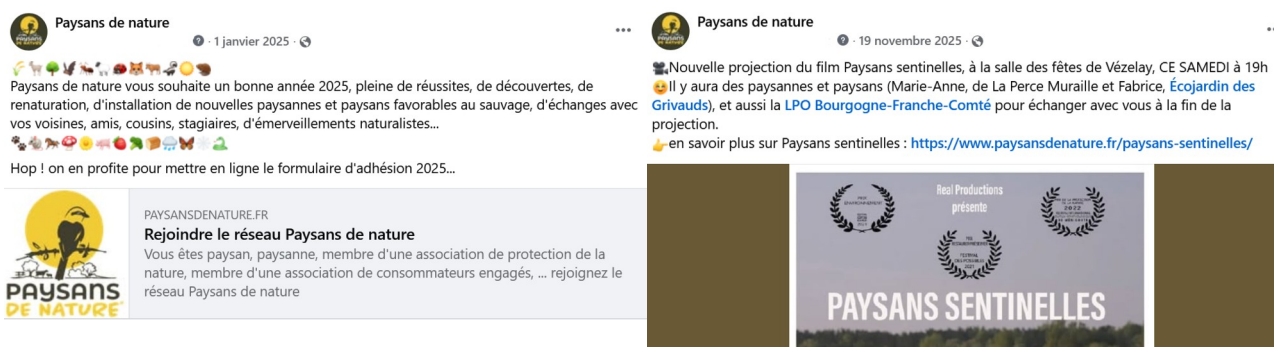 Paysans de nature
1 janvier 2025
Paysans de nature vous souhaite un bonne année 2025, pleine de réussites, de découvertes, de
renaturation, d'installation de nouvelles paysannes et paysans favorables au sauvage, d'échanges avec
vos voisines, amis, cousins, stagiaires, d'émerveillements naturalistes...
Hop ! on en profite pour mettre en ligne le formulaire d'adhésion 2025...
PAYSANS
DE NATURE
PAYSANSDENATURE.FR
Rejoindre le réseau Paysans de nature
Vous êtes paysan, paysanne, membre d'une association de protection de la
nature, membre d'une association de consommateurs engagés, ... rejoignez le
réseau Paysans de nature
Paysans de nature
19 novembre 2025
Nouvelle projection du film Paysans sentinelles, à la salle des fêtes de Vézelay, CE SAMEDI à 19h
Il y aura des paysannes et paysans (Marie-Anne, de La Perce Muraille et Fabrice, Écojardin des
Grivauds), et aussi la LPO Bourgogne-Franche-Comté pour échanger avec vous à la fin de la
projection.
en savoir plus sur Paysans sentinelles : https://www.paysansdenature.fr/paysans-sentinelles/
Real Productions
présente
PAYSANS SENTINELLES